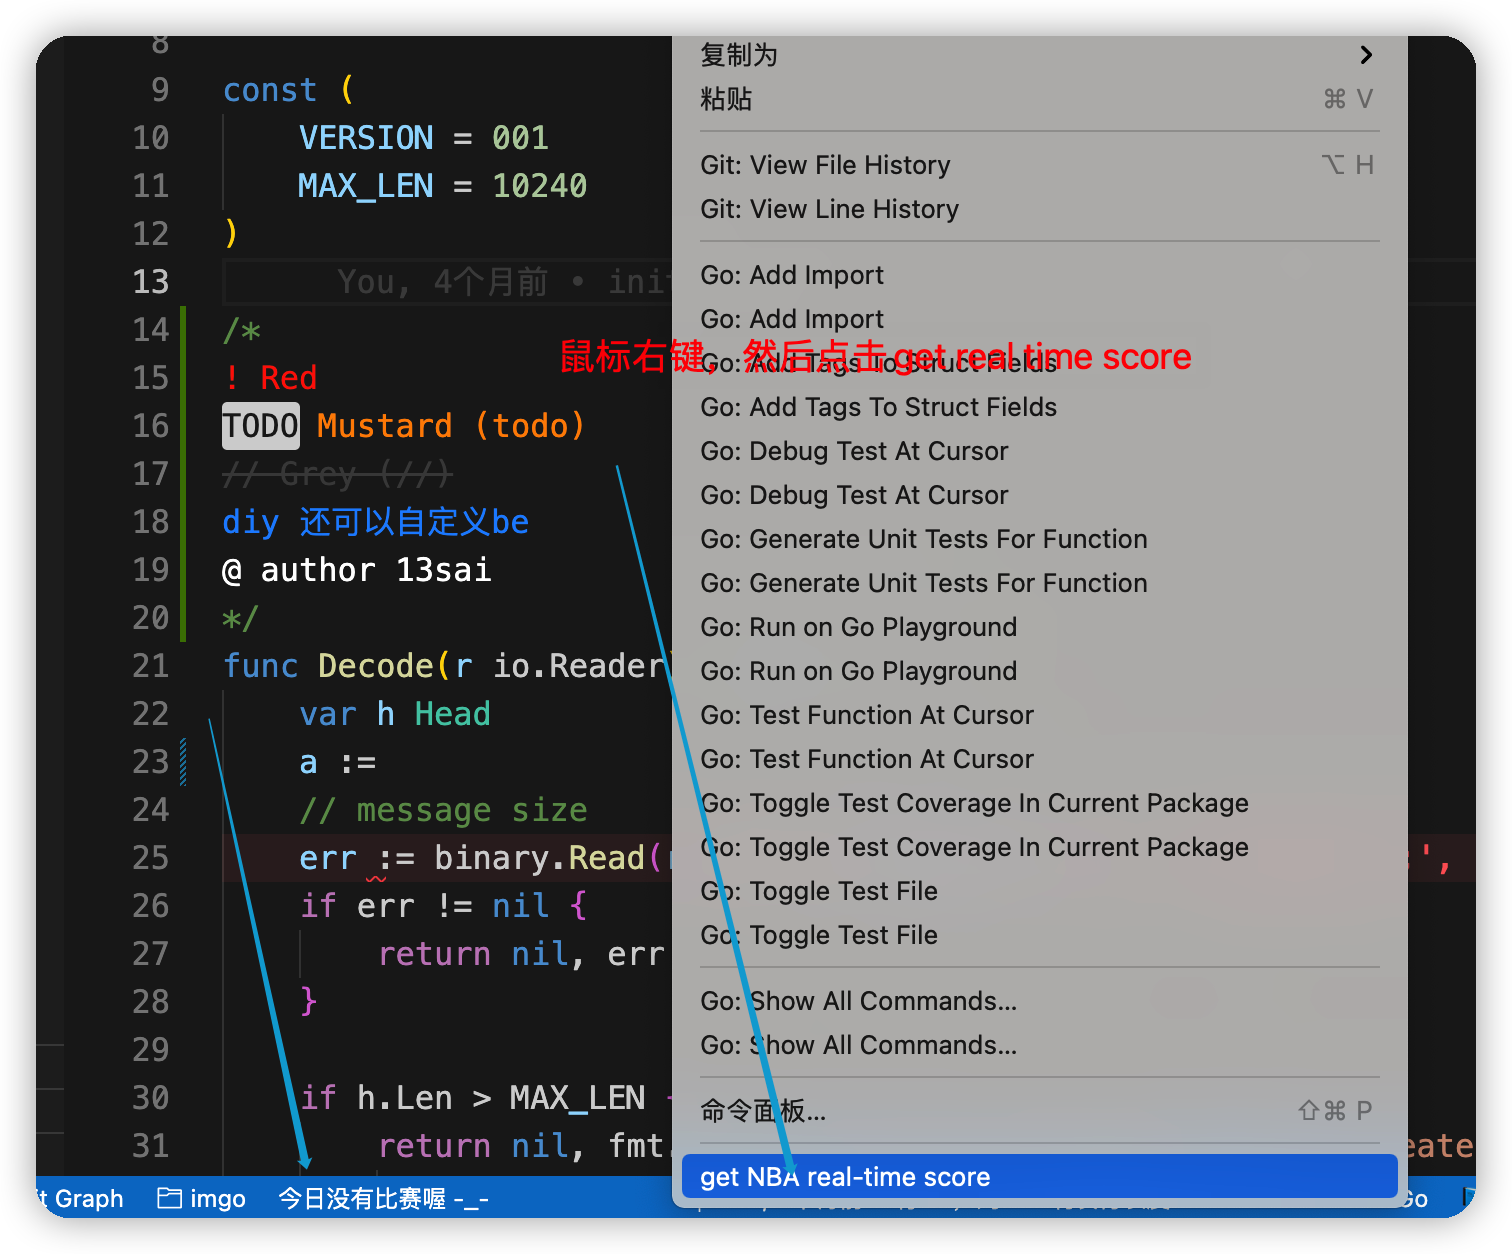 8
9 const (
10 VERSION = 001
11 MAX_LEN = 10240
12 )
13 You, 4个月前 • init
14 /*
15 ! Red
16 TODO Mustard (todo)
17 // Grey (//)
18 diy 还可以自定义be
19 @ author 13sai
20 */
21 func Decode(r io.Reader)
22 var h Head
23 a :=
24 // message size
25 err := binary.Read(
26 if err != nil {
27 return nil, err
28 }
29
30 if h.Len > MAX_LEN
31 return nil, fmt.
复制为
粘贴 ⌘ V
Git: View File History ⌥ H
Git: View Line History
Go: Add Import
Go: Add Import
鼠标右键，然后点击 get real time score
Go: Add Tags To Struct Fields
Go: Add Tags To Struct Fields
Go: Debug Test At Cursor
Go: Debug Test At Cursor
Go: Generate Unit Tests For Function
Go: Generate Unit Tests For Function
Go: Run on Go Playground
Go: Run on Go Playground
Go: Test Function At Cursor
Go: Test Function At Cursor
Go: Toggle Test Coverage In Current Package
Go: Toggle Test Coverage In Current Package
Go: Toggle Test File
Go: Toggle Test File
Go: Show All Commands...
Go: Show All Commands...
命令面板... ⇧⌘ P
get NBA real-time score
',
eate
t Graph imgo 今日没有比赛喔 -_- Go